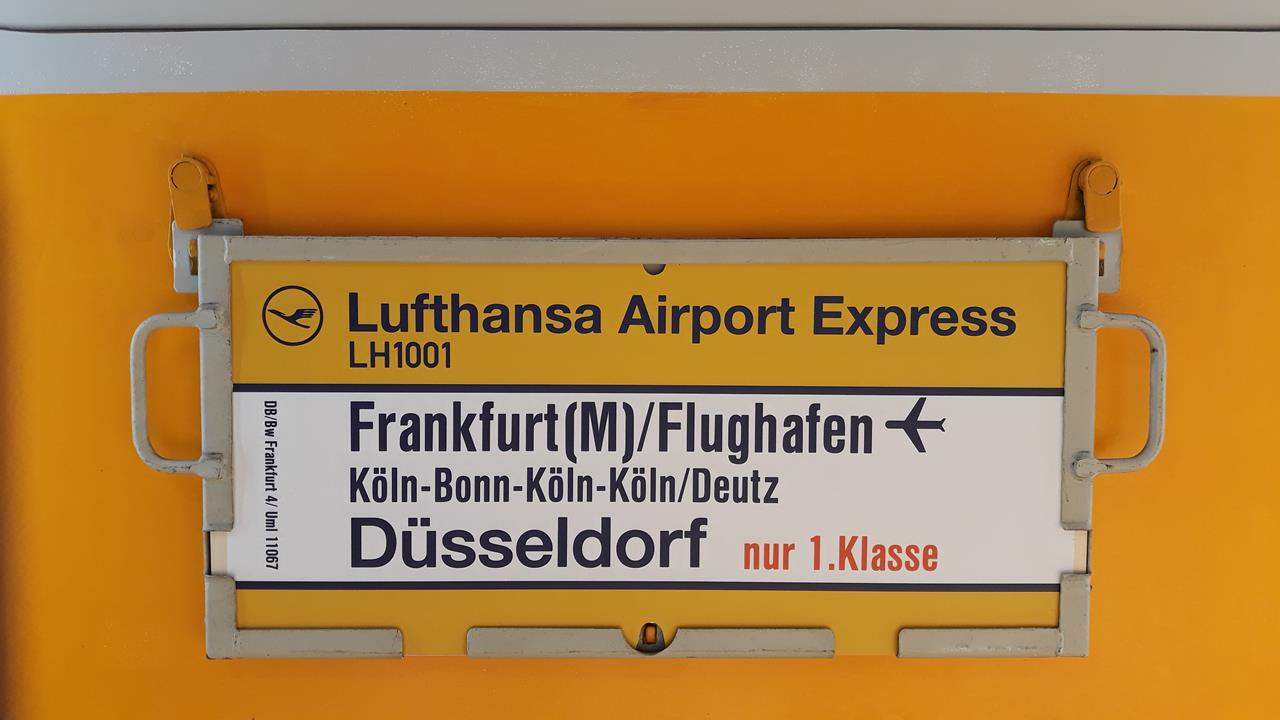 Lufthansa Airport Express
LH1001
Frankfurt(M)/Flughafen
Köln-Bonn-Köln-Köln/Deutz
Düsseldorf nur 1.Klasse
DB/Bw Frankfurt 4/ Uml 11067